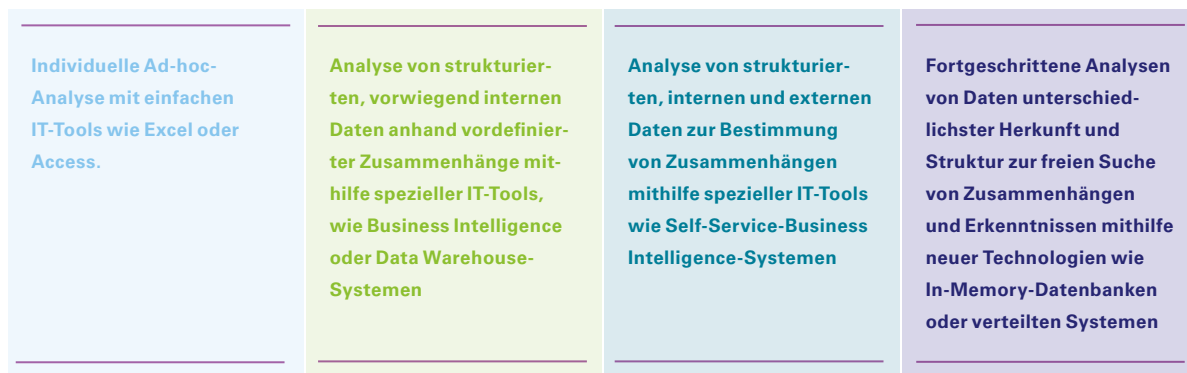 Individuelle Ad-hoc-
Analyse mit einfachen
IT-Tools wie Excel oder
Access.
Analyse von strukturier-
ten, vorwiegend internen
Daten anhand vordefinier-
ter Zusammenhänge mit-
hilfe spezieller IT-Tools,
wie Business Intelligence
oder Data Warehouse-
Systemen
Analyse von strukturier-
ten, internen und externen
Daten zur Bestimmung
von Zusammenhängen
mithilfe spezieller IT-Tools
wie Self-Service-Business
Intelligence-Systemen
Fortgeschrittene Analysen
von Daten unterschied-
lichster Herkunft und
Struktur zur freien Suche
von Zusammenhängen
und Erkenntnissen mithilfe
neuer Technologien wie
In-Memory-Datenbanken
oder verteilten Systemen